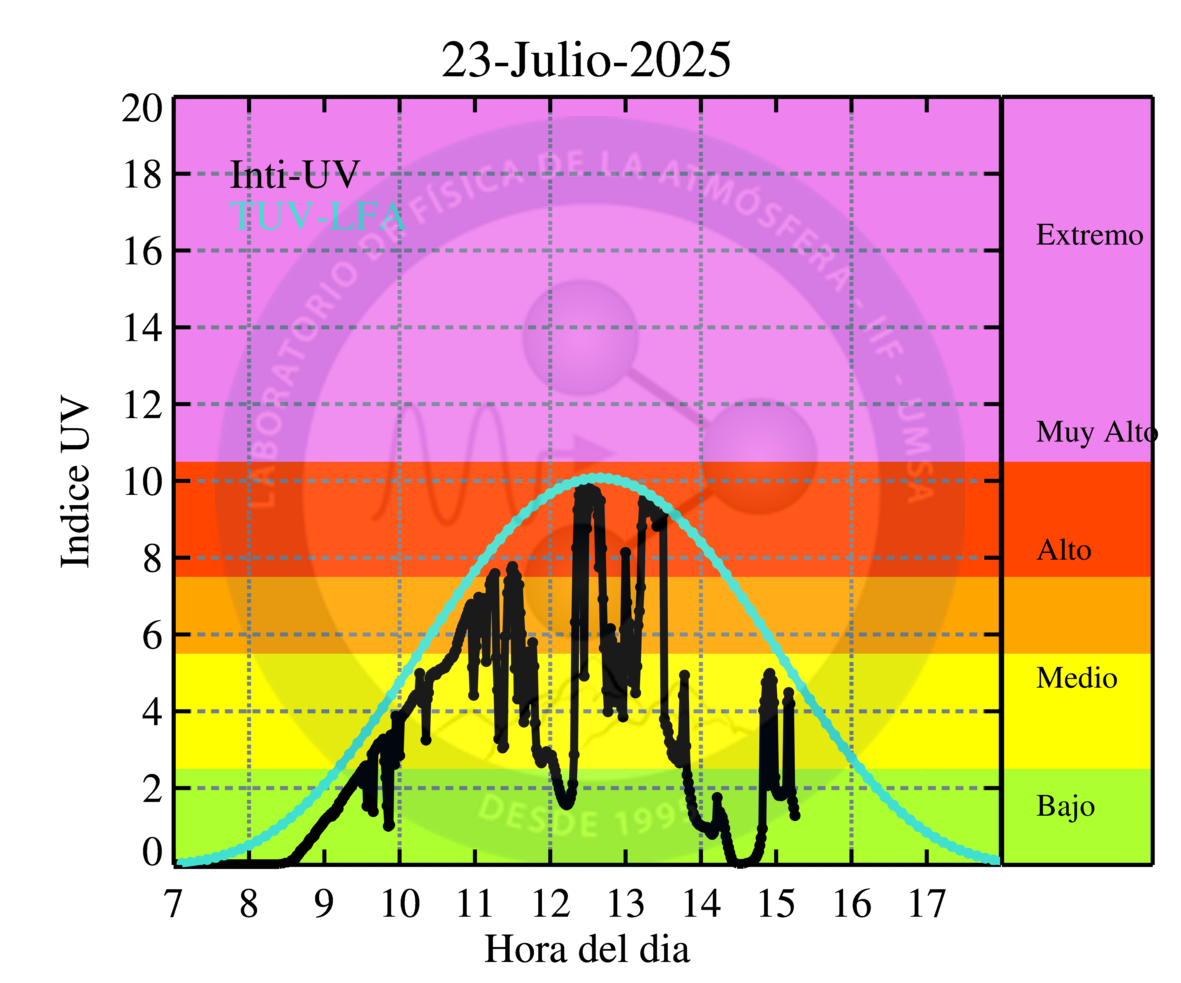 23-Julio-2025
20
18
16
14
12
10
8
6
4
2
0
Indice UV
Inti-UV
TUV-LFA
LABORATORIO DE FÍSICA DE LA ATMÓSFERA - IIF - UMSA
DESDE 1995
Extremo
Muy Alto
Alto
Medio
Bajo
7 8 9 10 11 12 13 14 15 16 17
Hora del dia